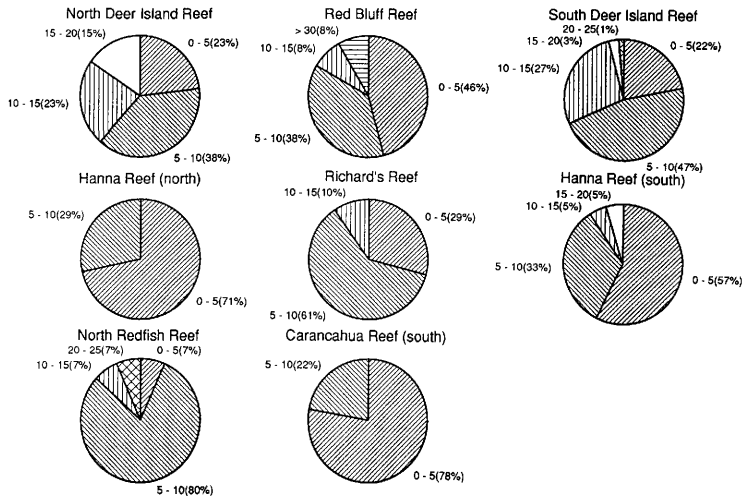 North Deer Island Reef
15 - 20(15%)
0 - 5(23%)
10 - 15(23%)
5 - 10(38%)
Red Bluff Reef
> 30(8%)
10 - 15(8%)
0 - 5(46%)
5 - 10(38%)
South Deer Island Reef
20 - 25(1%)
15 - 20(3%)
0 - 5(22%)
10 - 15(27%)
5 - 10(47%)
Hanna Reef (north)
5 - 10(29%)
0 - 5(71%)
Richard's Reef
10 - 15(10%)
0 - 5(29%)
5 - 10(61%)
Hanna Reef (south)
15 - 20(5%)
10 - 15(5%)
5 - 10(33%)
0 - 5(57%)
North Redfish Reef
20 - 25(7%)
0 - 5(7%)
10 - 15(7%)
5 - 10(80%)
Carancahua Reef (south)
5 - 10(22%)
0 - 5(78%)